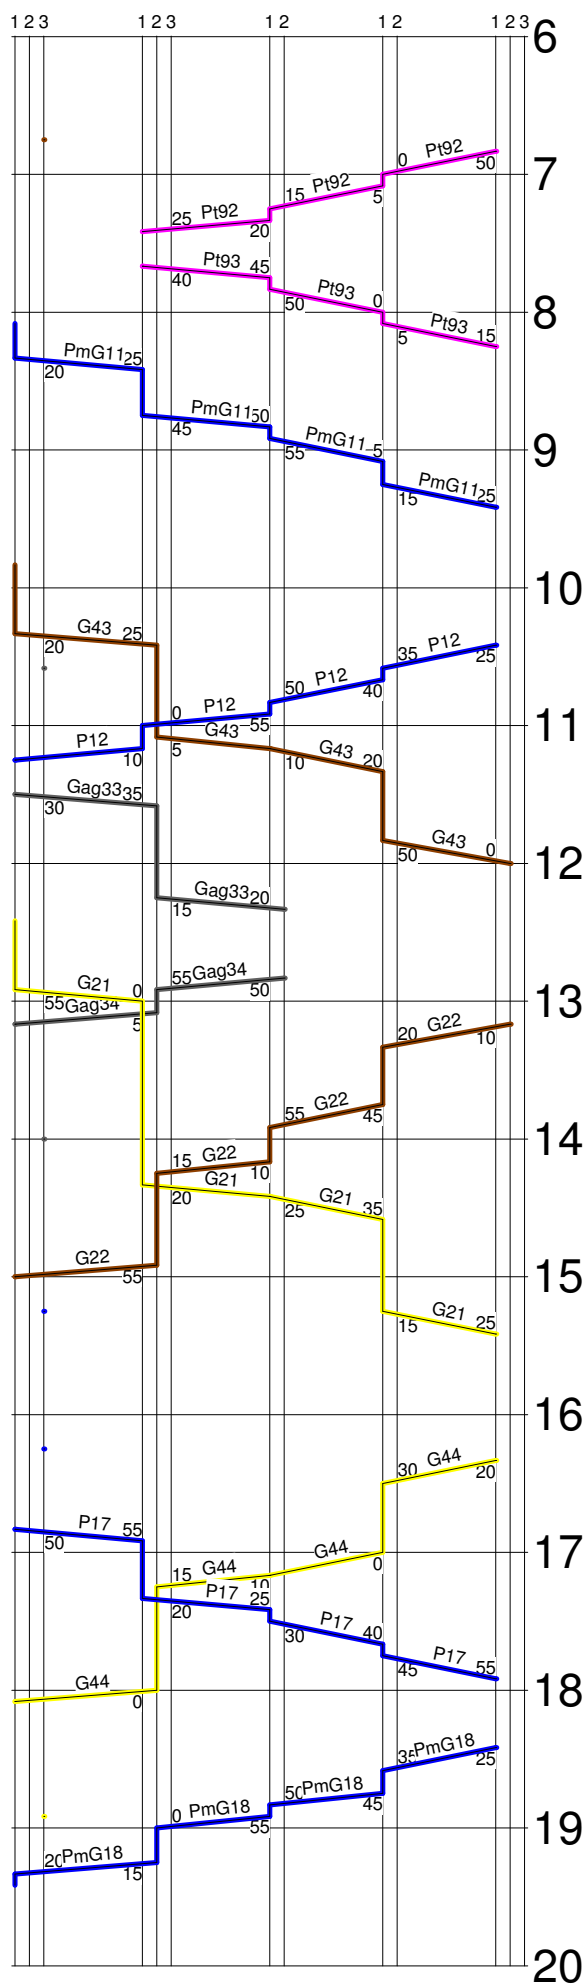 1 2 3 1 2 3 1 2 1 2 1 2 3
6
0 Pt92 50
15 Pt92 5
7
25 Pt92 20
Pt93 45
40
50 Pt93 0
8
5 Pt93 15
PmG11 25
20
PmG11 50
45
55 PmG11 5
9
15 PmG11 25
10
G43 25
20
35 P12 25
50 P12 40
0 P12 55
11
P12 10
5 G43
10 G43 20
Gag33 35
30
50 G43 0
12
Gag33 20
15
55 Gag34 50
G21 0
13
55 Gag34 5
20 G22 10
55 G22 45
14
15 G22 10
20 G21
25 G21 35
G22 55
15
15 G21 25
16
30 G44 20
P17 55
50
17
G44 0
15 G44 10
P17 25
20
30 P17 40
45 P17 55
18
G44 0
35 PmG18 25
50 PmG18 45
0 PmG18 55
19
20 PmG18 15
20